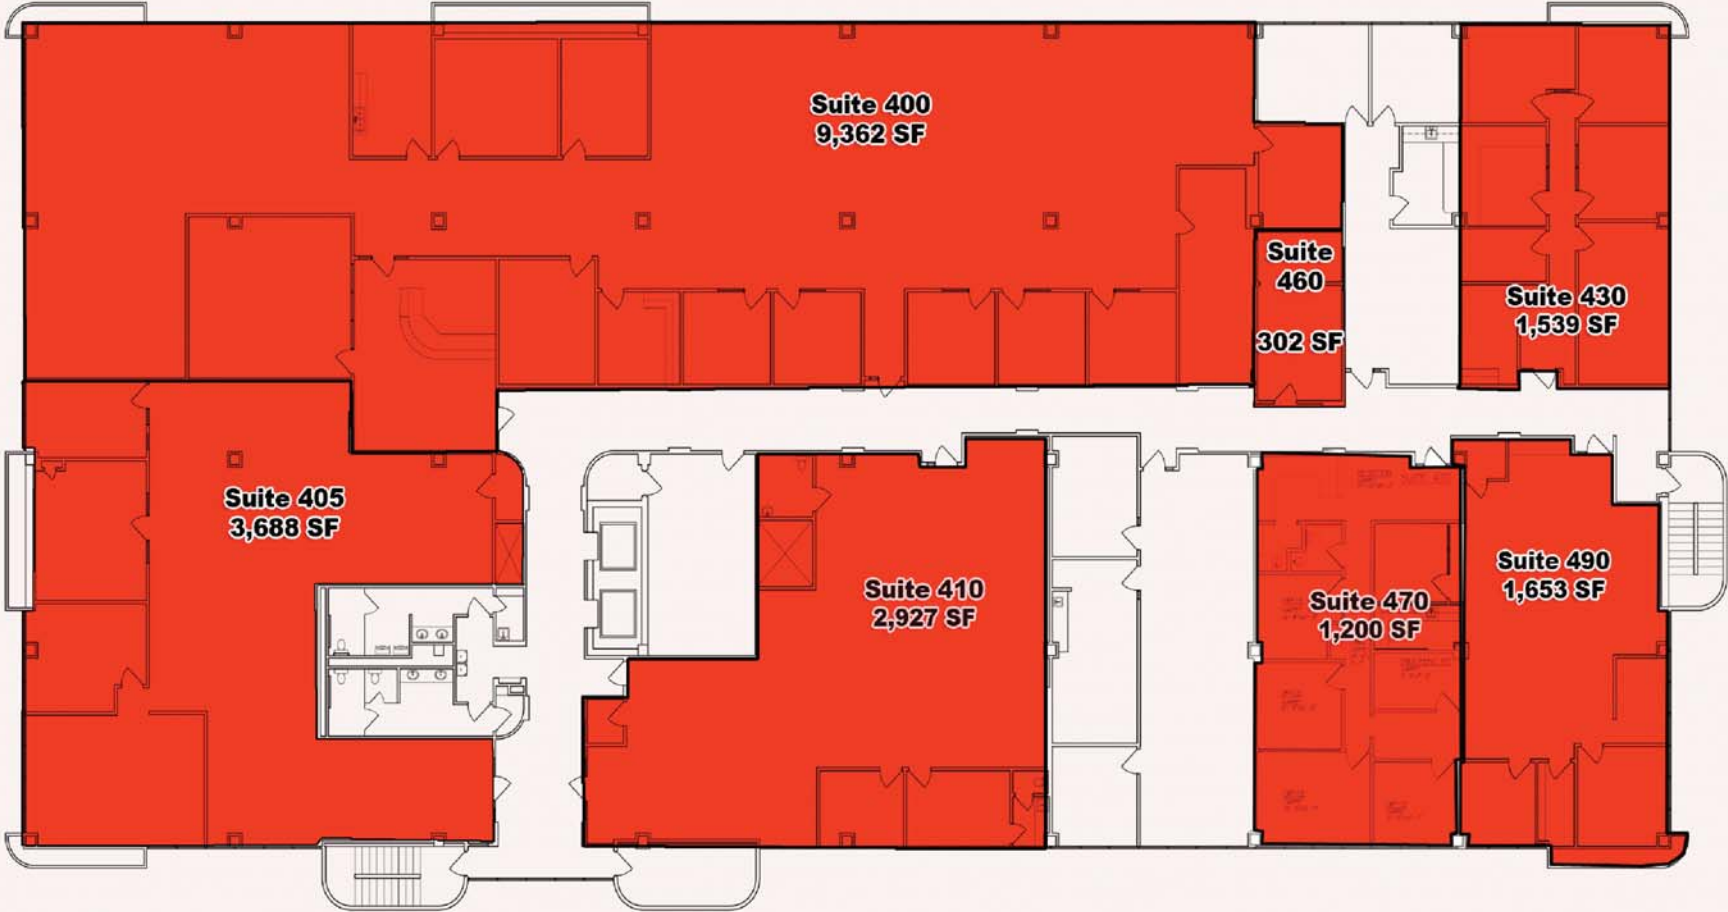 Suite 400
9,362 SF
Suite
460
302 SF
Suite 430
1,539 SF
Suite 405
3,688 SF
Suite 410
2,927 SF
Suite 470
1,200 SF
Suite 490
1,653 SF